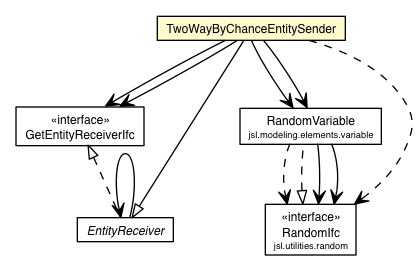 TwoWayByChanceEntitySender
«interface»
GetEntityReceiverIfc
RandomVariable
jsl.modeling.elements.variable
EntityReceiver
«interface»
RandomIfc
jsl.utilities.random